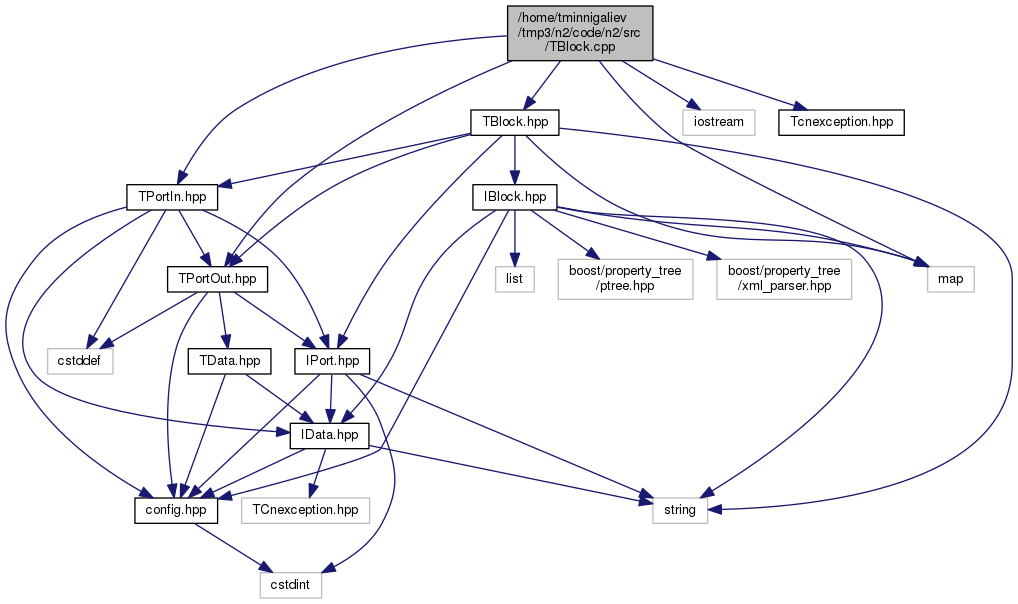 /home/tminnigaliev
/tmp3/n2/code/n2/src
/TBlock.cpp
TBlock.hpp
iostream
Tcnexception.hpp
TPortIn.hpp
IBlock.hpp
TPortOut.hpp
list
boost/property_tree
/ptree.hpp
boost/property_tree
/xml_parser.hpp
map
cstddef
TData.hpp
IPort.hpp
IData.hpp
config.hpp
TCnexception.hpp
string
cstdint